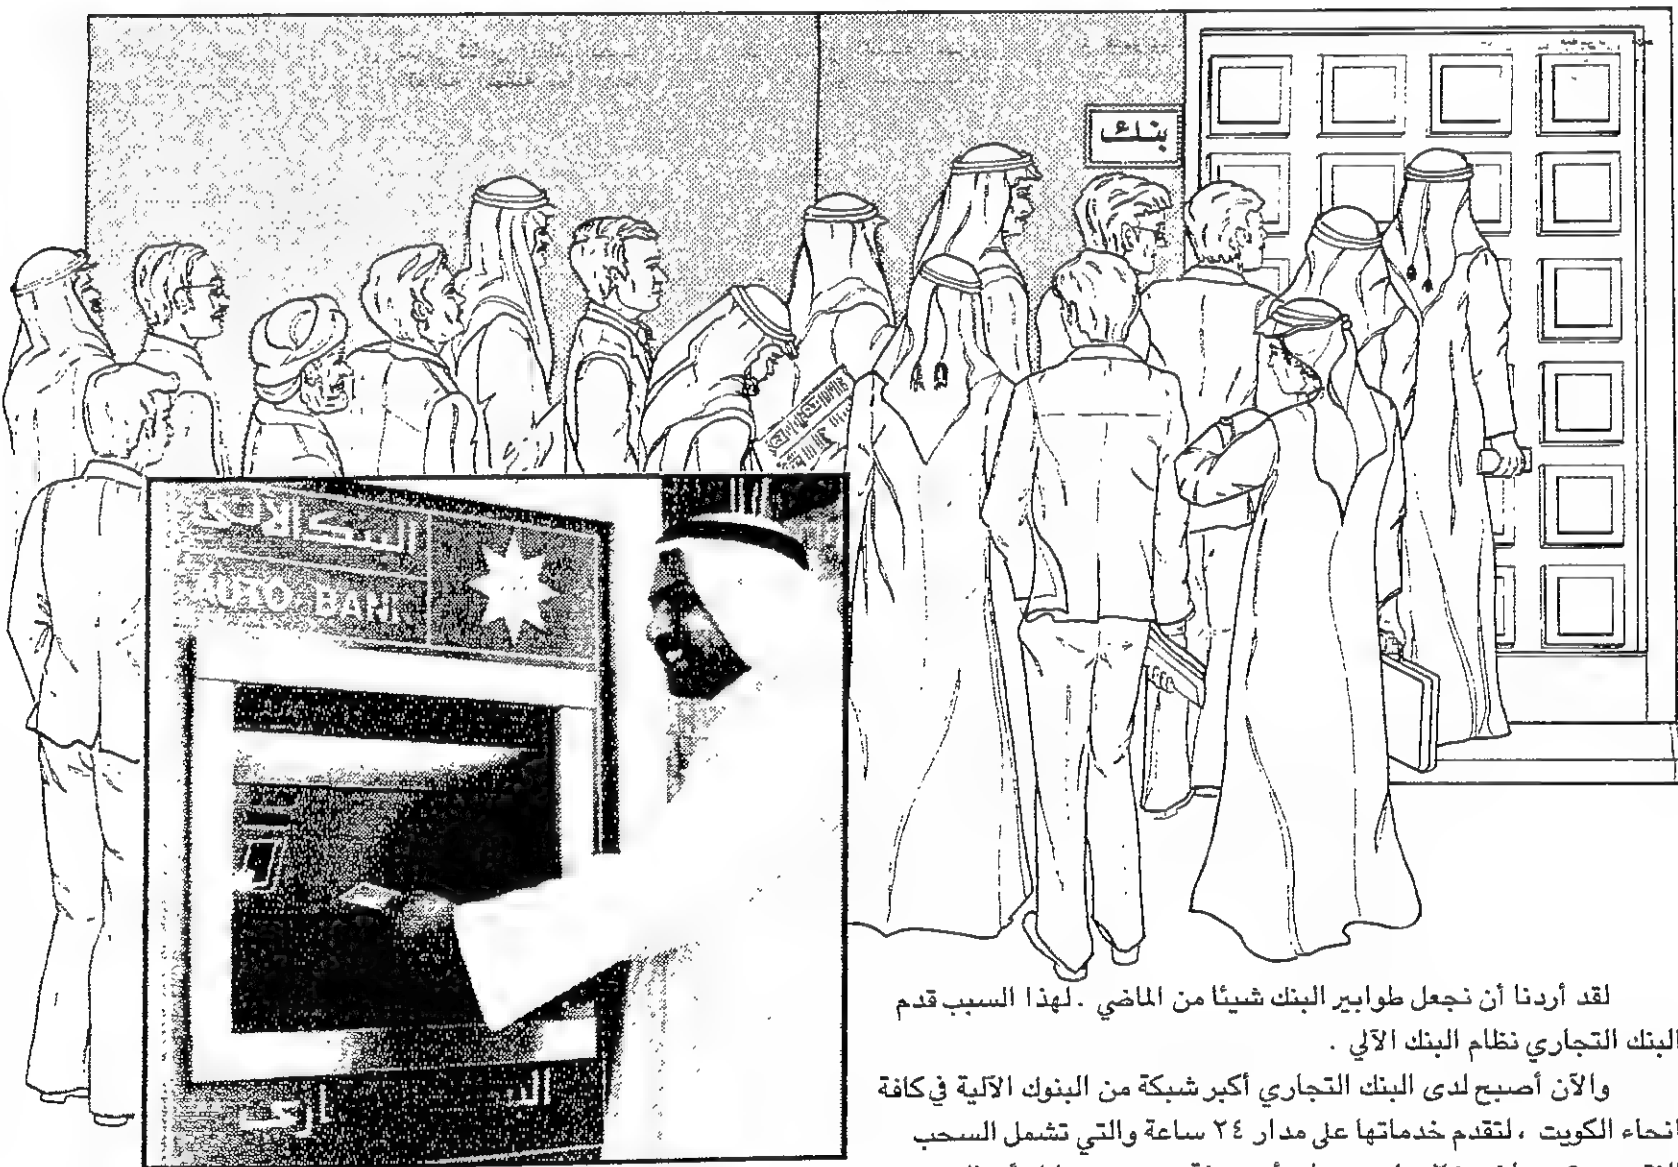 بنك
البنك الآلي
AUTO BANK
لقد أردنا أن نجعل طوابير البنك شيئا من الماضي . لهذا السبب قدم
البنك التجاري نظام البنك الآلي .
والآن أصبح لدى البنك التجاري أكبر شبكة من البنوك الآلية في كافة
انحاء الكويت ، لتقدم خدماتها على مدار ٢٤ ساعة والتي تشمل السحب